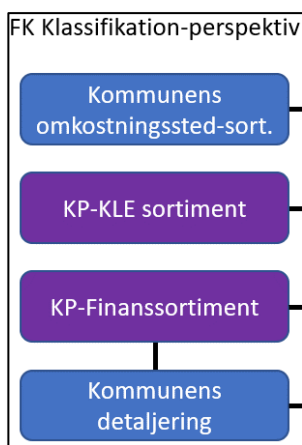 FK Klassifikation-perspektiv
Kommunens
omkostningssted-sort.
KP-KLE sortiment
KP-Finanssortiment
Kommunens
detaljering